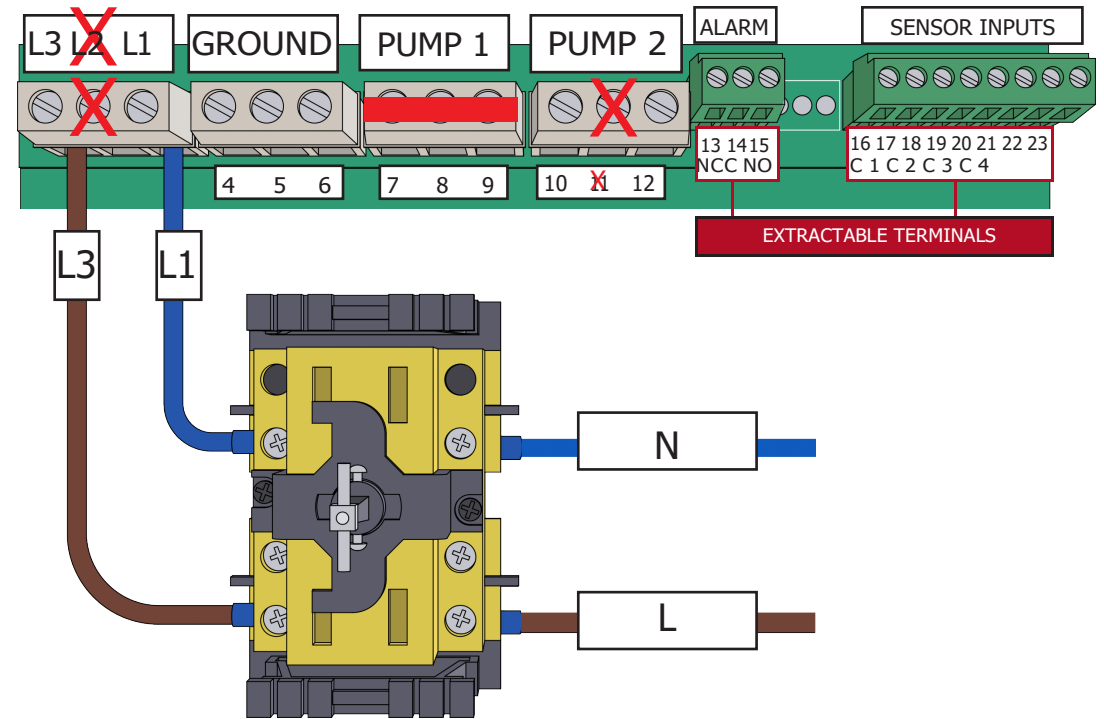 L3 L2 L1
GROUND
PUMP 1
PUMP 2
ALARM
SENSOR INPUTS
4 5 6
7 8 9
10 11 12
13 14 15
NC C NO
16 17 18 19 20 21 22 23
C 1 C 2 C 3 C 4
EXTRACTABLE TERMINALS
L3
L1
N
L